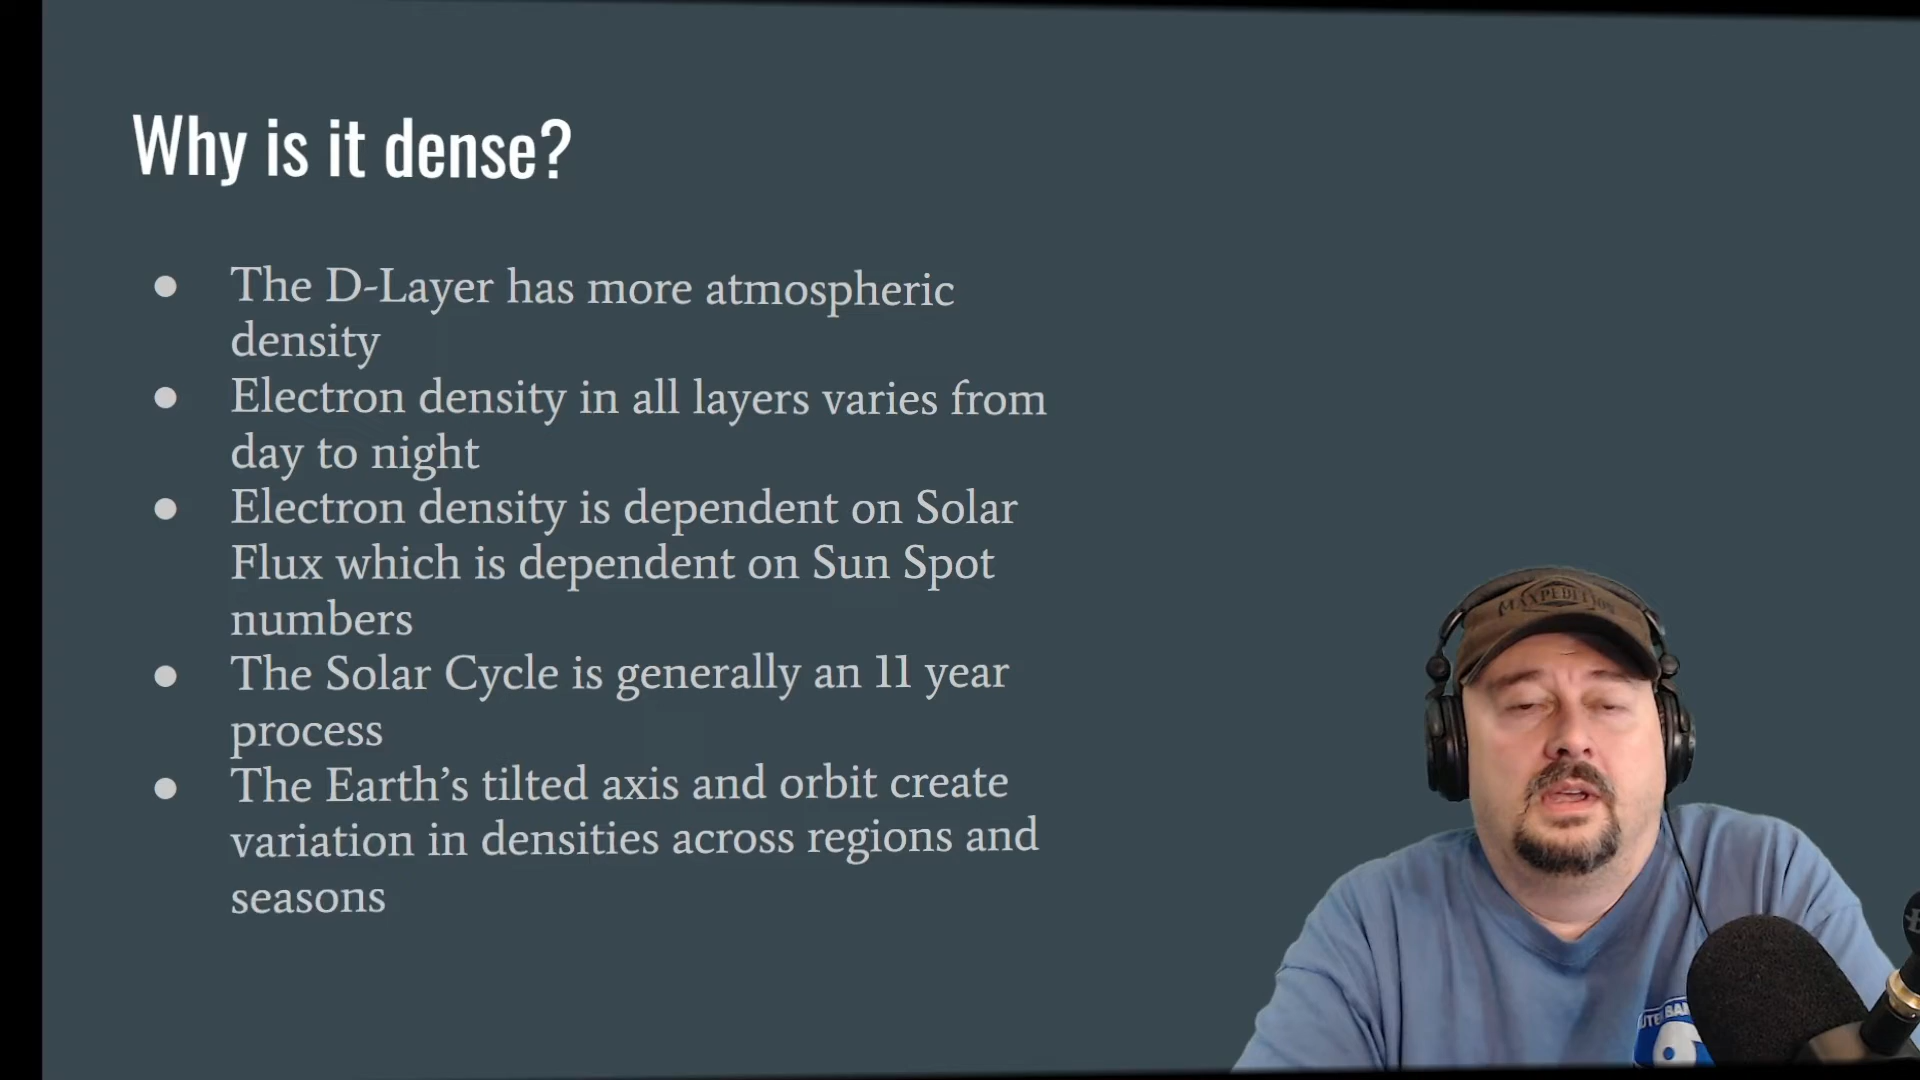 Why is it dense?
● The D-Layer has more atmospheric
density
● Electron density in all layers varies from
day to night
● Electron density is dependent on Solar
Flux which is dependent on Sun Spot
numbers
● The Solar Cycle is generally an 11 year
process
● The Earth’s tilted axis and orbit create
variation in densities across regions and
seasons
MAXPEDITION